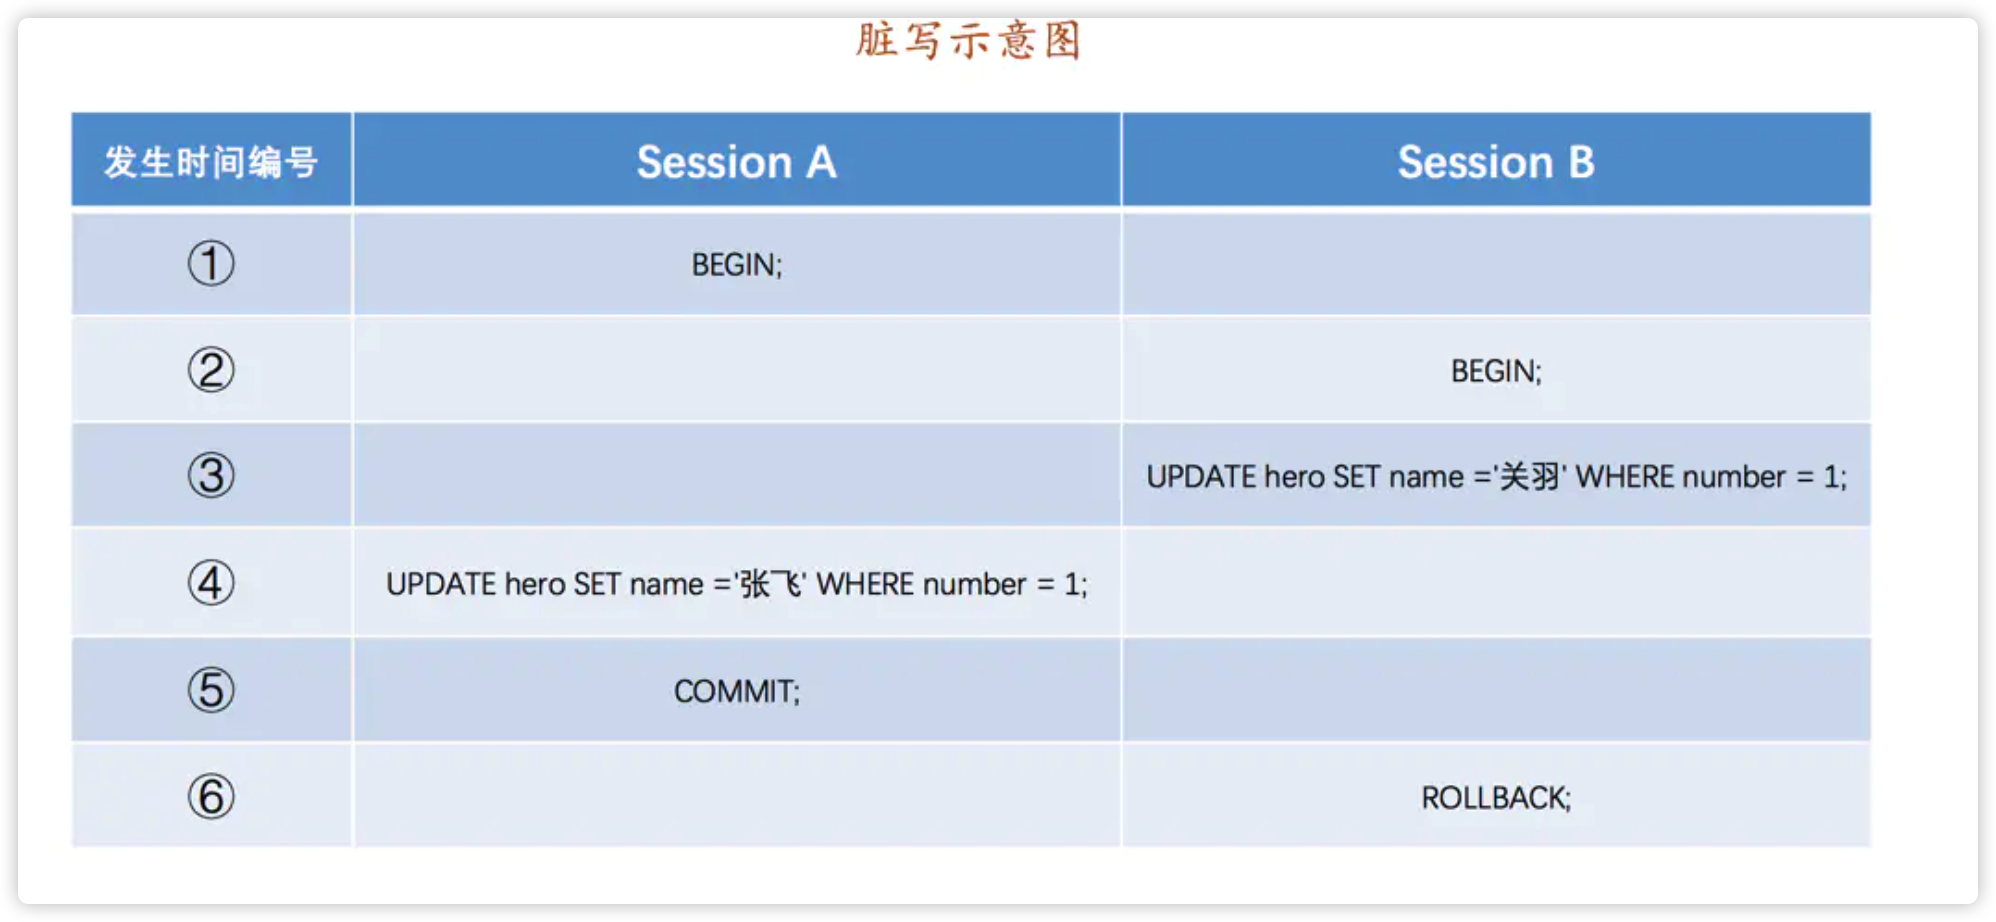 脏写示意图
发生时间编号 Session A Session B
① BEGIN;
② BEGIN;
③ UPDATE hero SET name ='关羽' WHERE number = 1;
④ UPDATE hero SET name ='张飞' WHERE number = 1;
⑤ COMMIT;
⑥ ROLLBACK;